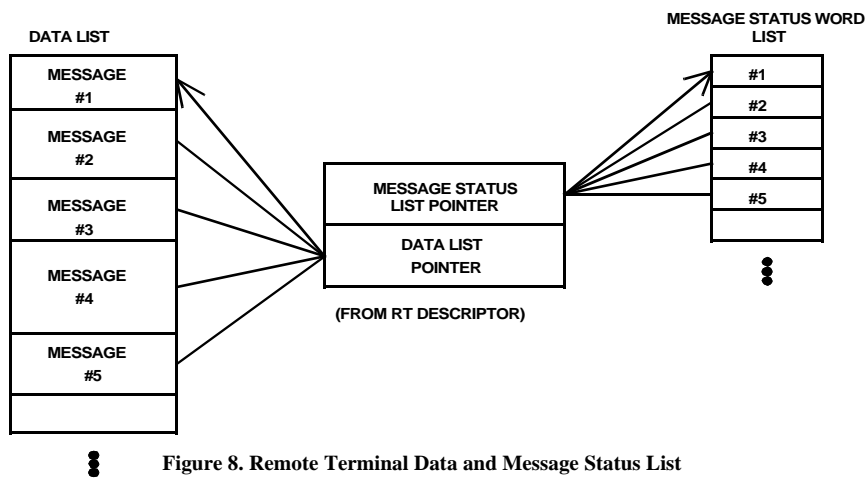 DATA LIST
MESSAGE
#1
MESSAGE
#2
MESSAGE
#3
MESSAGE
#4
MESSAGE
#5
MESSAGE STATUS
LIST POINTER
DATA LIST
POINTER
(FROM RT DESCRIPTOR)
MESSAGE STATUS WORD
LIST
#1
#2
#3
#4
#5
Figure 8. Remote Terminal Data and Message Status List